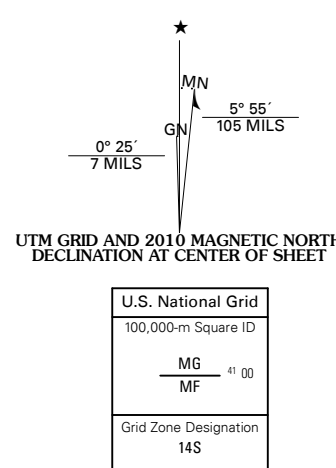 ★
MN
5° 55´
105 MILS
GN
0° 25´
7 MILS
UTM GRID AND 2010 MAGNETIC NORTH
DECLINATION AT CENTER OF SHEET
U.S. National Grid
100,000-m Square ID
MG
41 00
MF
Grid Zone Designation
14S